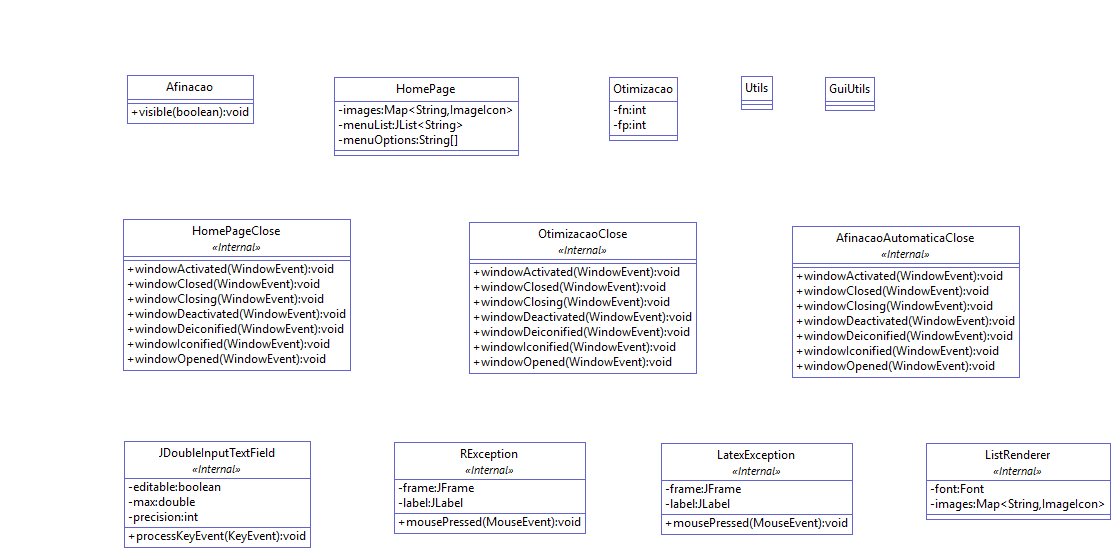 Afinacao
+visible(boolean):void
HomePage
-images:Map<String,ImageIcon>
-menuList:JList<String>
-menuOptions:String[]
Otimizacao
-fn:int
-fp:int
Utils
GuiUtils
HomePageClose
«Internal»
+windowActivated(WindowEvent):void
+windowClosed(WindowEvent):void
+windowClosing(WindowEvent):void
+windowDeactivated(WindowEvent):void
+windowDeiconified(WindowEvent):void
+windowIconified(WindowEvent):void
+windowOpened(WindowEvent):void
OtimizacaoClose
«Internal»
+windowActivated(WindowEvent):void
+windowClosed(WindowEvent):void
+windowClosing(WindowEvent):void
+windowDeactivated(WindowEvent):void
+windowDeiconified(WindowEvent):void
+windowIconified(WindowEvent):void
+windowOpened(WindowEvent):void
AfinacaoAutomaticaClose
«Internal»
+windowActivated(WindowEvent):void
+windowClosed(WindowEvent):void
+windowClosing(WindowEvent):void
+windowDeactivated(WindowEvent):void
+windowDeiconified(WindowEvent):void
+windowIconified(WindowEvent):void
+windowOpened(WindowEvent):void
JDoubleInputTextField
«Internal»
-editable:boolean
-max:double
-precision:int
+processKeyEvent(KeyEvent):void
RException
«Internal»
-frame:JFrame
-label:JLabel
+mousePressed(MouseEvent):void
LatexException
«Internal»
-frame:JFrame
-label:JLabel
+mousePressed(MouseEvent):void
ListRenderer
«Internal»
-font:Font
-images:Map<String,ImageIcon>